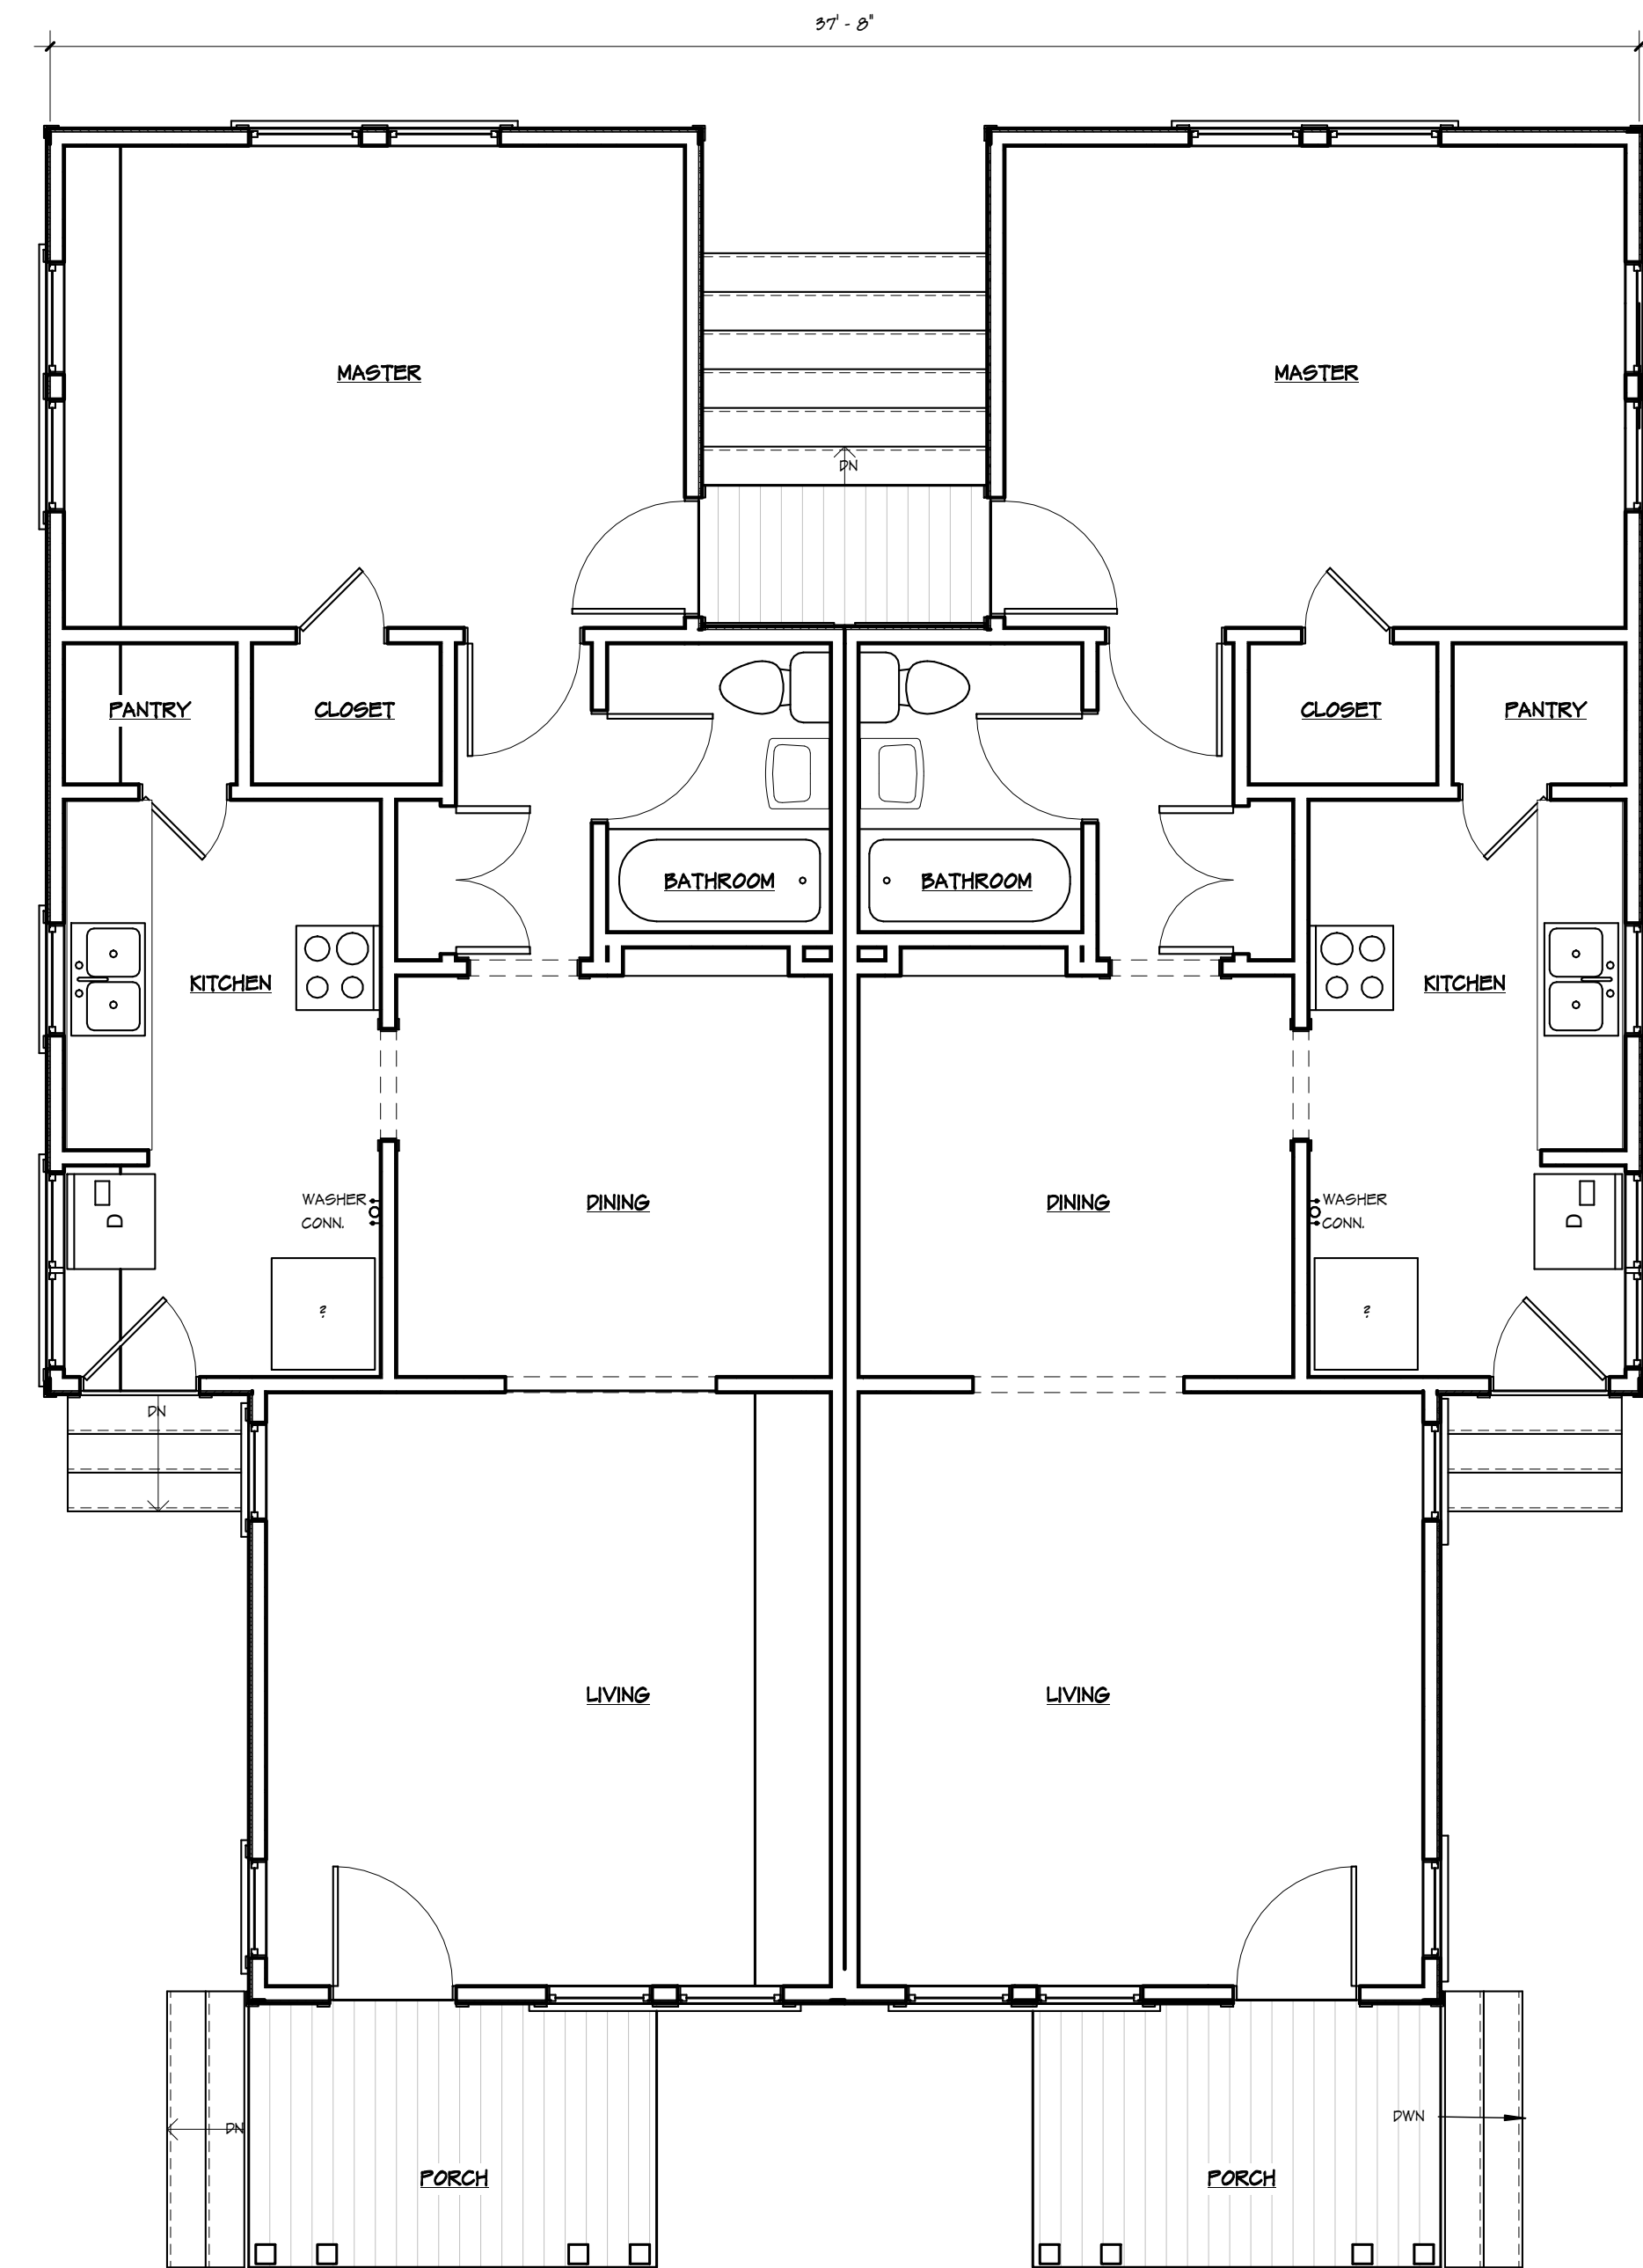 37' - 8"
MASTER
MASTER
DN
PANTRY
CLOSET
CLOSET
PANTRY
BATHROOM
BATHROOM
KITCHEN
KITCHEN
WASHER
CONN.
D
DINING
DINING
WASHER
CONN.
D
?
?
DN
LIVING
LIVING
DN
DWN
PORCH
PORCH